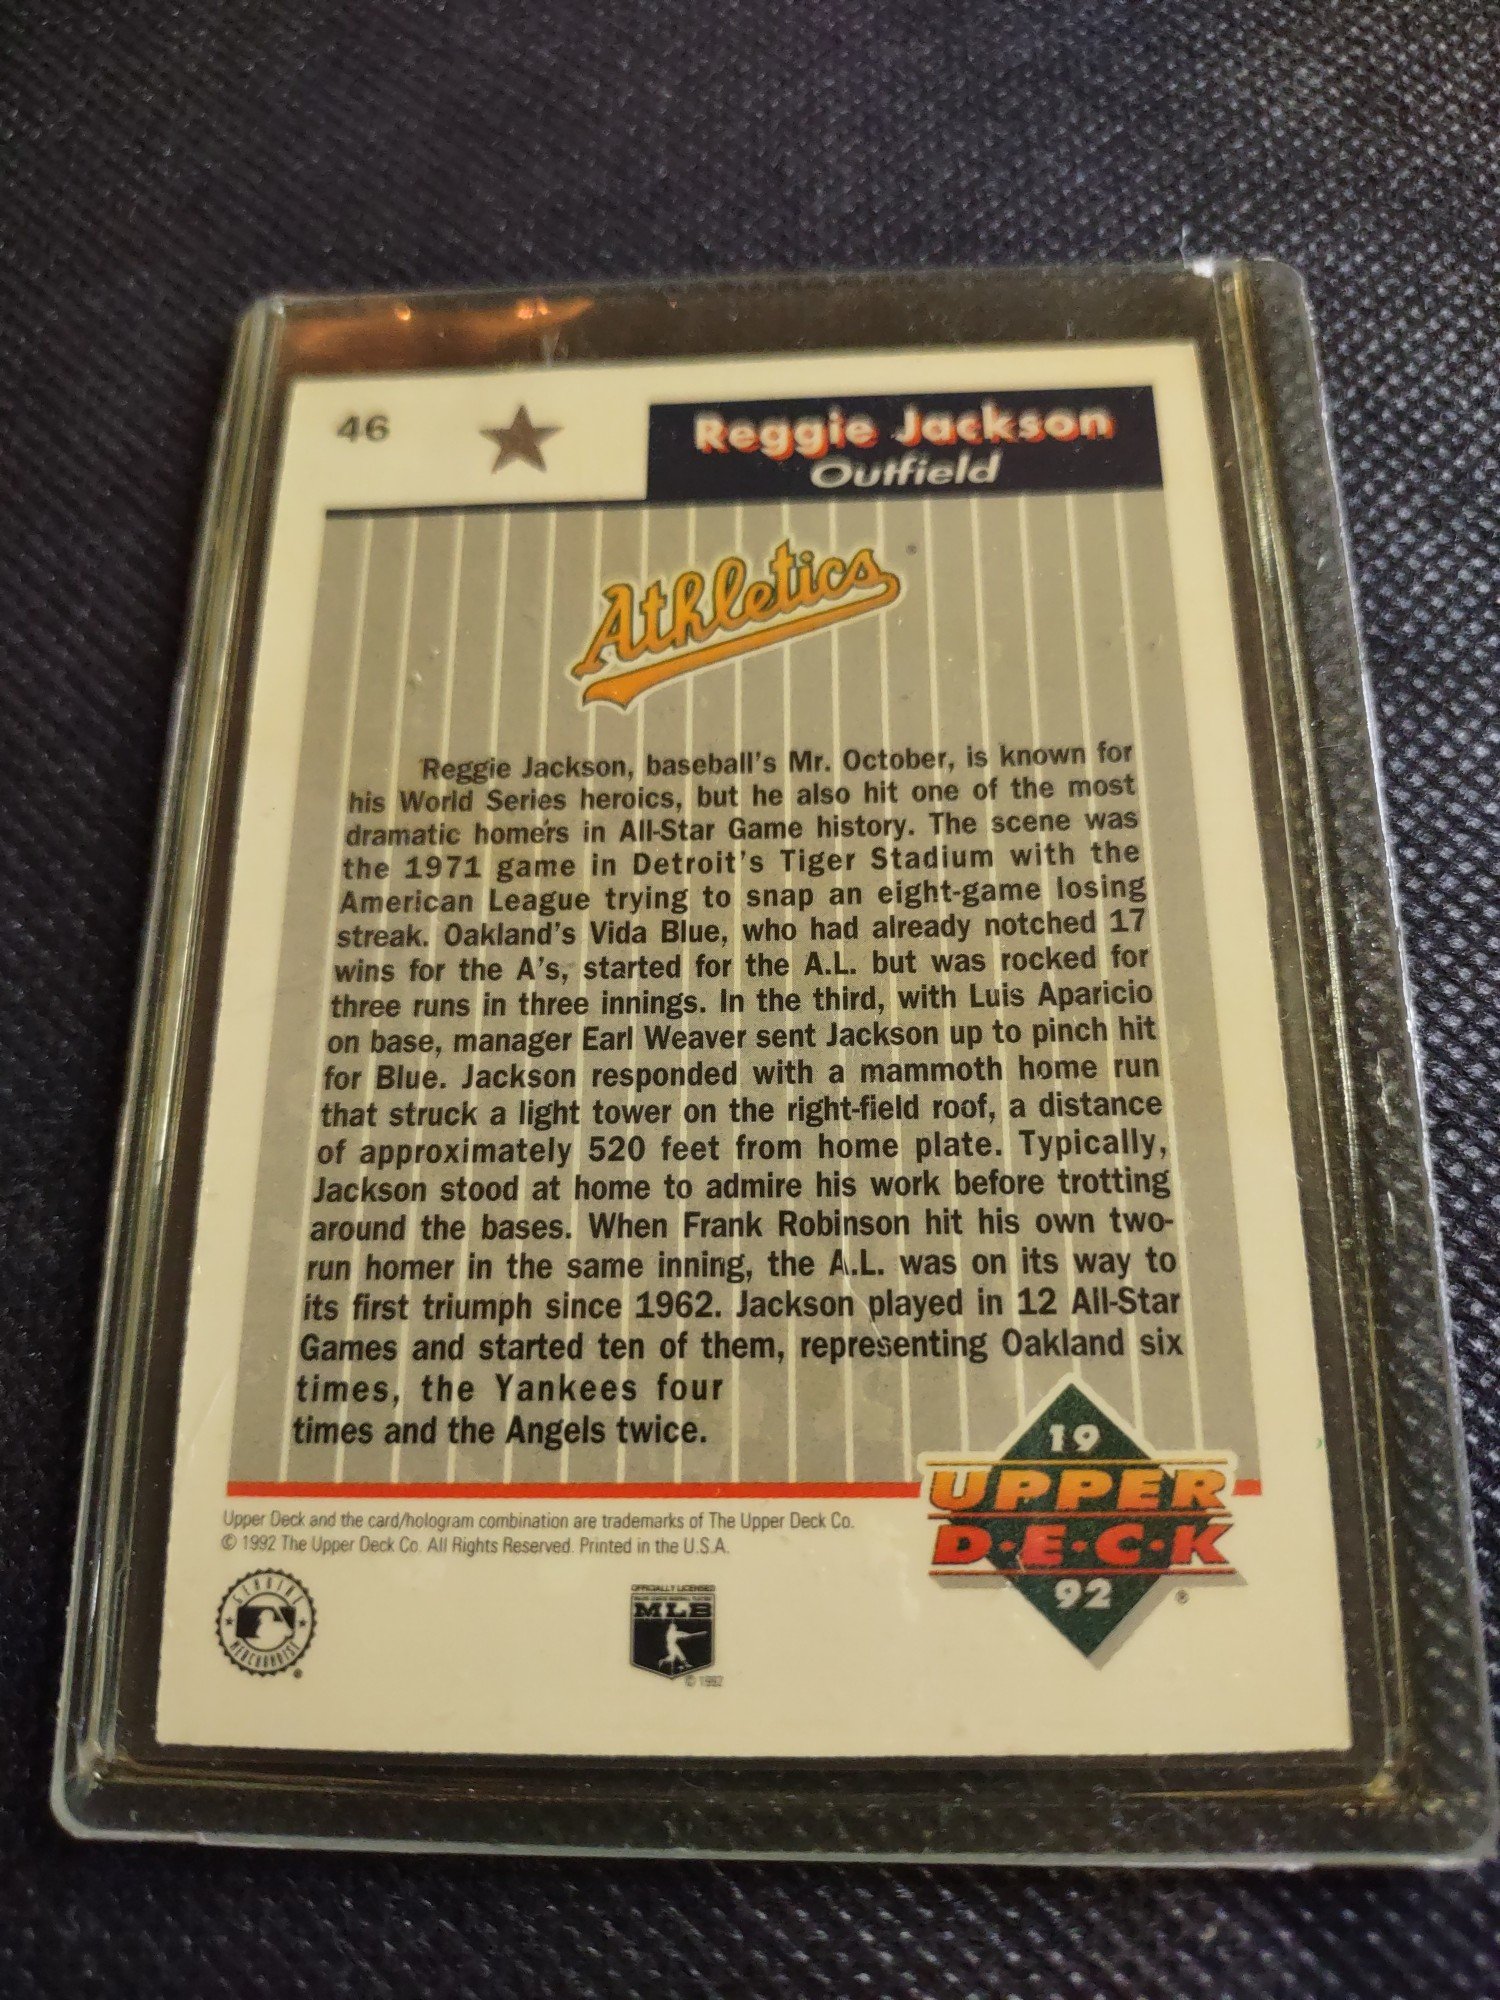 46
Reggie Jackson
Outfield
Athletics
Reggie Jackson, baseball's Mr. October, is known for
his World Series heroics, but he also hit one of the most
dramatic homers in All-Star Game history. The scene was
the 1971 game in Detroit's Tiger Stadium with the
American League trying to snap an eight-game losing
streak. Oakland's Vida Blue, who had already notched 17
wins for the A's, started for the A.L. but was rocked for
three runs in three innings. In the third, with Luis Aparicio
on base, manager Earl Weaver sent Jackson up to pinch hit
for Blue. Jackson responded with a mammoth home run
that struck a light tower on the right-field roof, a distance
of approximately 520 feet from home plate. Typically,
Jackson stood at home to admire his work before trotting
around the bases. When Frank Robinson hit his own two-
run homer in the same inning, the A.L. was on its way to
its first triumph since 1962. Jackson played in 12 All-Star
Games and started ten of them, representing Oakland six
times, the Yankees four
times and the Angels twice.
19
UPPER
D·E·C·K
92
®
Upper Deck and the card/hologram combination are trademarks of The Upper Deck Co.
© 1992 The Upper Deck Co. All Rights Reserved. Printed in the U.S.A.
GENUINE
MERCHANDISE
®
OFFICIALLY LICENSED
MLB
© 1992